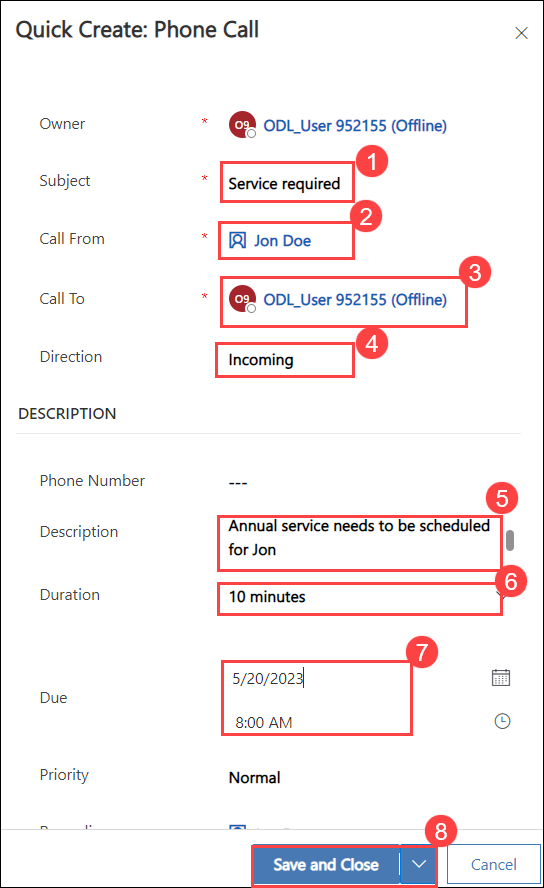 Quick Create: Phone Call
Owner * O9 ODL_User 952155 (Offline)
1
Subject * Service required
2
Call From * Jon Doe
3
Call To * O9 ODL_User 952155 (Offline)
4
Direction Incoming
DESCRIPTION
Phone Number ---
5
Description Annual service needs to be scheduled
for Jon
6
Duration 10 minutes
7
5/20/2023
Due
8:00 AM
Priority Normal
8
Save and Close Cancel